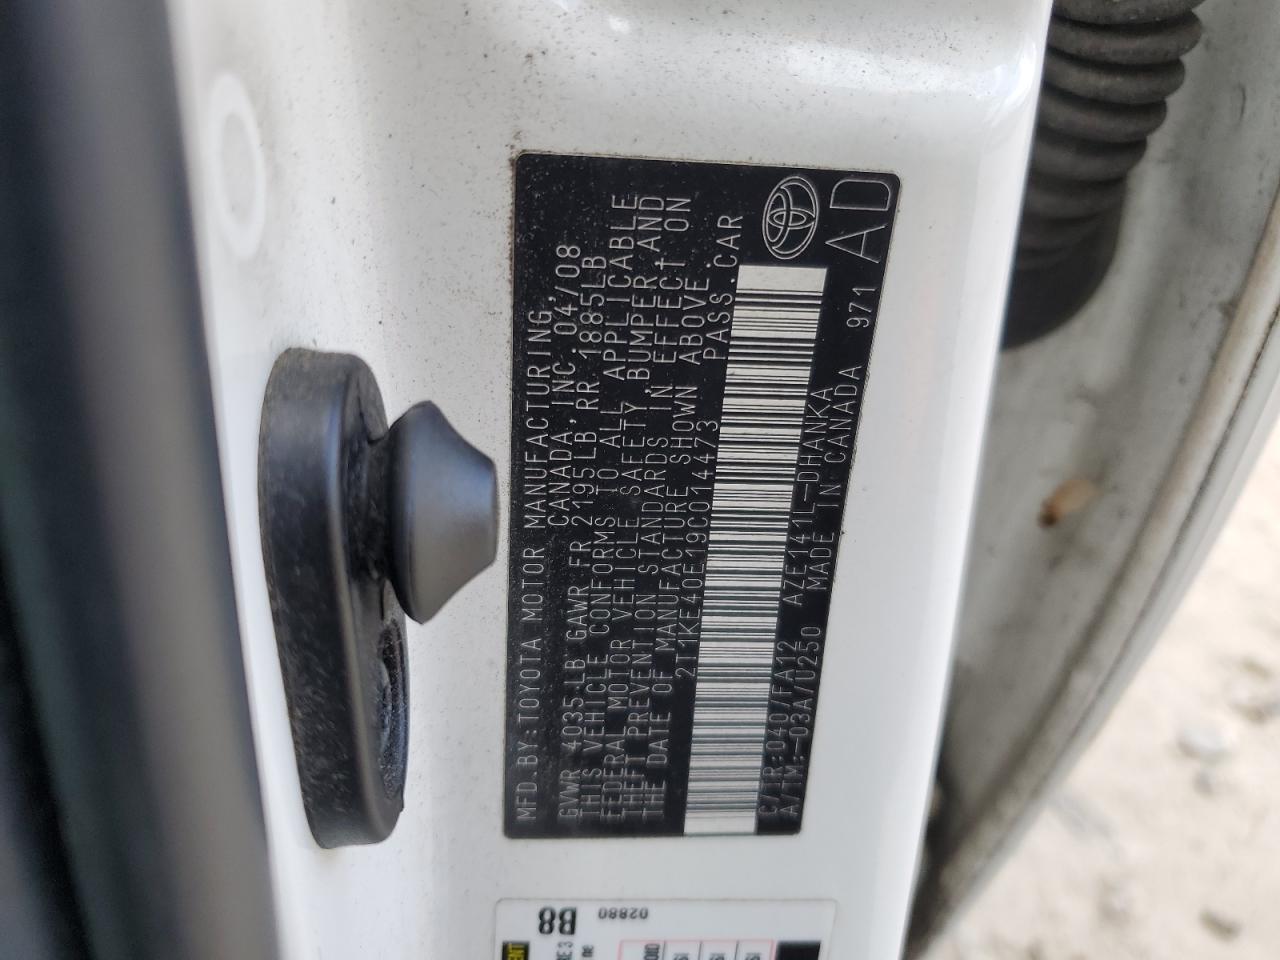 MFD.BY:TOYOTA MOTOR MANUFACTURING,
CANADA, INC. 04/08
GVWR 4035LB GAWR FR 2195LB RR 1885LB
THIS VEHICLE CONFORMS TO ALL APPLICABLE
FEDERAL MOTOR VEHICLE SAFETY, BUMPER AND
THEFT PREVENTION STANDARDS IN EFFECT ON
THE DATE OF MANUFACTURE SHOWN ABOVE.
2T1KE40E19C014473 PASS.CAR
C/TR:040/FA12 AZE141L-DHANKA 971
A/TM:-03A/U250 MADE IN CANADA
AD
B8
02880